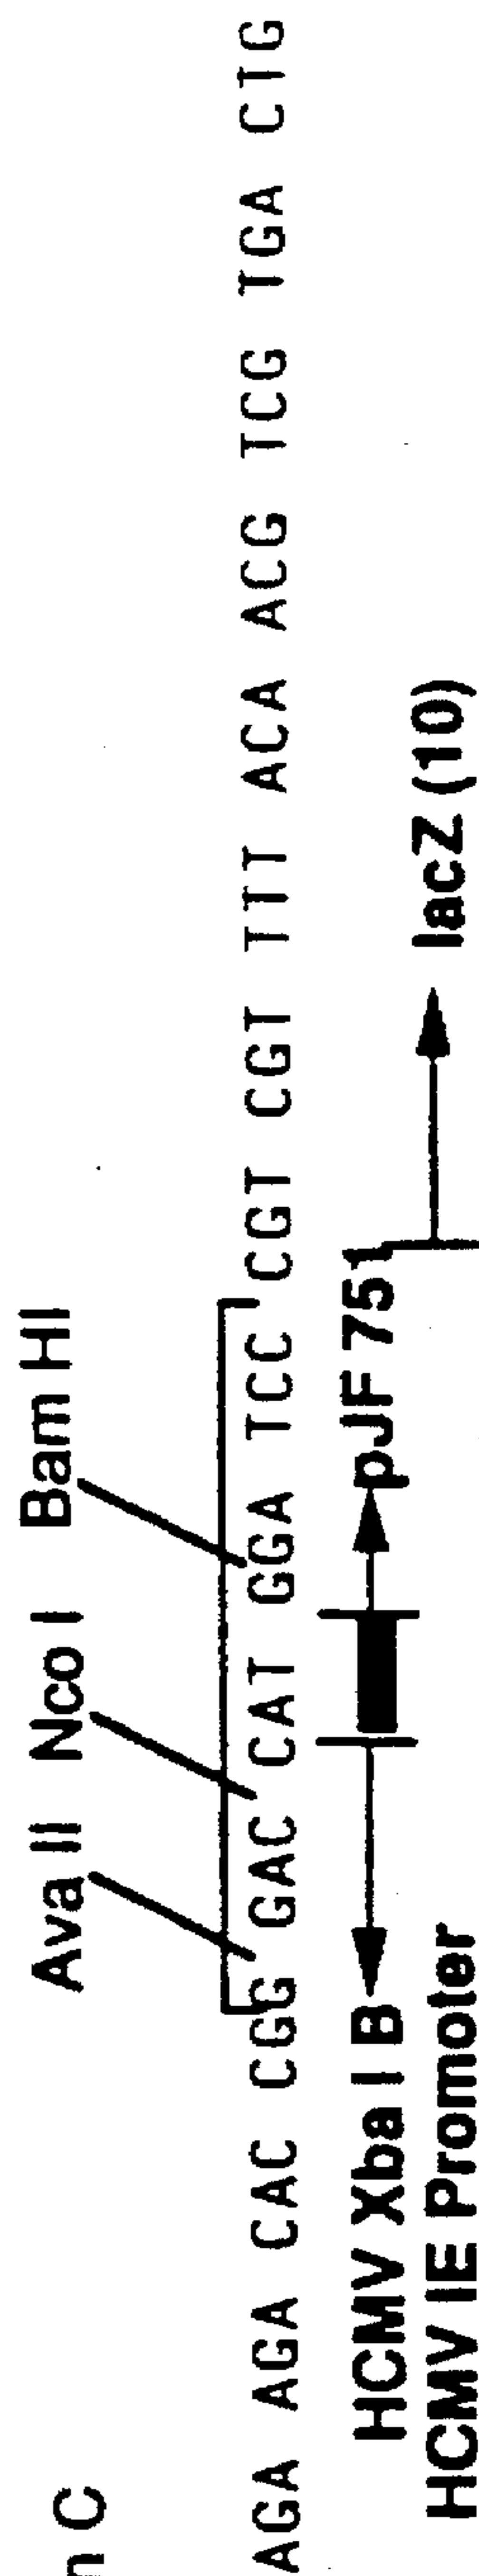 n C
Ava II Nco I Bam HI
AGA AGA CAC CGG GAC CAT GGA TCC CGT CGT TTT ACA ACG TCG TGA CTG
HCMV Xba I B pJF 751
HCMV IE Promoter lacZ (10)